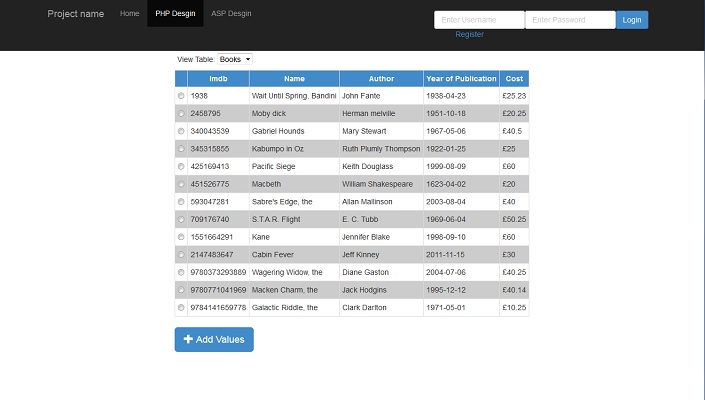 Project name Home PHP Desgin ASP Desgin Enter Username Enter Password Login
Register
View Table: Books
Imdb Name Author Year of Publication Cost
1938 Wait Until Spring, Bandini John Fante 1938-04-23 £25.23
2458795 Moby dick Herman melville 1951-10-18 £20.25
340043539 Gabriel Hounds Mary Stewart 1967-05-06 £40.5
345315855 Kabumpo in Oz Ruth Plumly Thompson 1922-01-25 £25
425169413 Pacific Siege Keith Douglass 1999-08-09 £60
451526775 Macbeth William Shakespeare 1623-04-02 £20
593047281 Sabre's Edge, the Allan Mallinson 2003-08-04 £40
709176740 S.T.A.R. Flight E. C. Tubb 1969-06-04 £50.25
1551664291 Kane Jennifer Blake 1998-09-10 £60
2147483647 Cabin Fever Jeff Kinney 2011-11-15 £30
9780373293889 Wagering Widow, the Diane Gaston 2004-07-06 £40.25
9780771041969 Macken Charm, the Jack Hodgins 1995-12-12 £40.14
9784141659778 Galactic Riddle, the Clark Darlton 1971-05-01 £10.25
Add Values